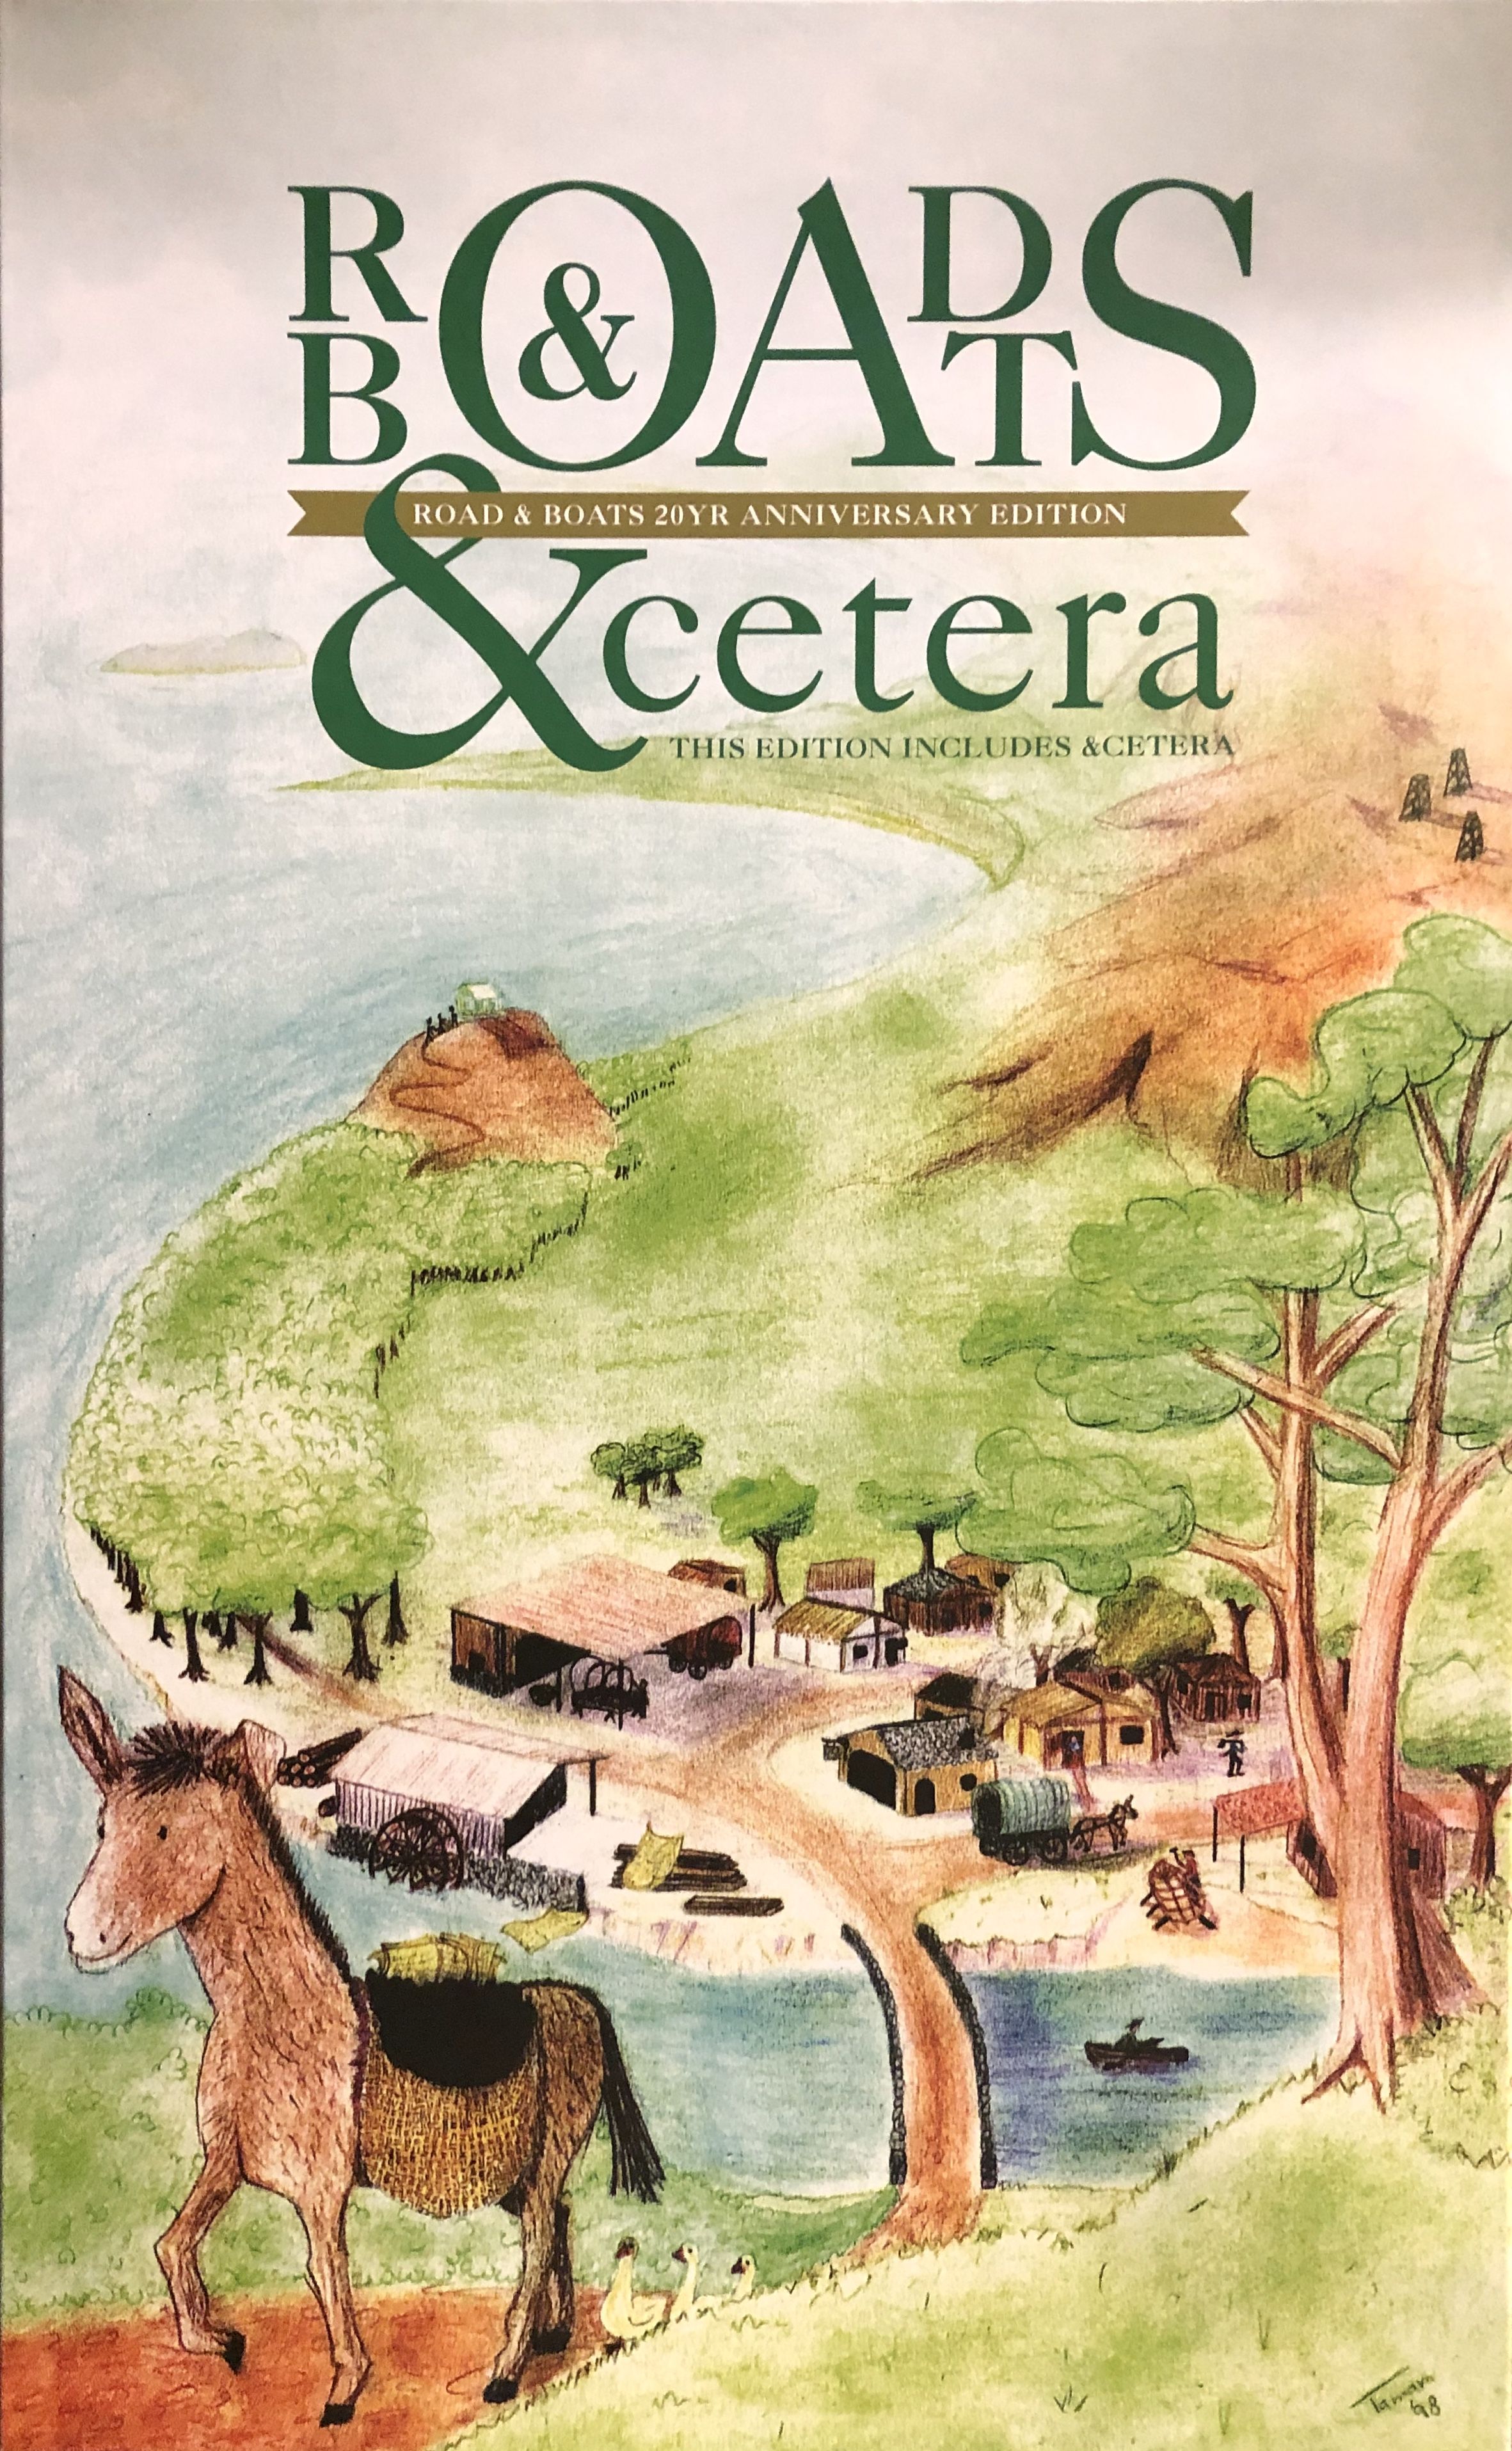 ROADS
& BOATS
ROAD & BOATS 20YR ANNIVERSARY EDITION
&cetera
THIS EDITION INCLUDES &CETERA
Tamara
'98